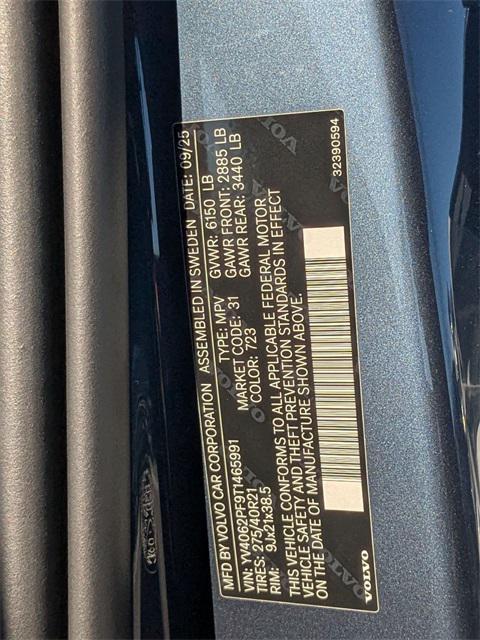 MFD BY VOLVO CAR CORPORATION ASSEMBLED IN SWEDEN DATE: 09/25
VIN: YV4062PF9T1465991 TYPE: MPV GVWR: 6150 LB
TIRES: 275/40R21 MARKET CODE: 31 GAWR FRONT: 2885 LB
RIM: 9Jx21x38.5 COLOR: 723 GAWR REAR: 3440 LB
THIS VEHICLE CONFORMS TO ALL APPLICABLE FEDERAL MOTOR
VEHICLE SAFETY AND THEFT PREVENTION STANDARDS IN EFFECT
ON THE DATE OF MANUFACTURE SHOWN ABOVE.
VOLVO 32390594